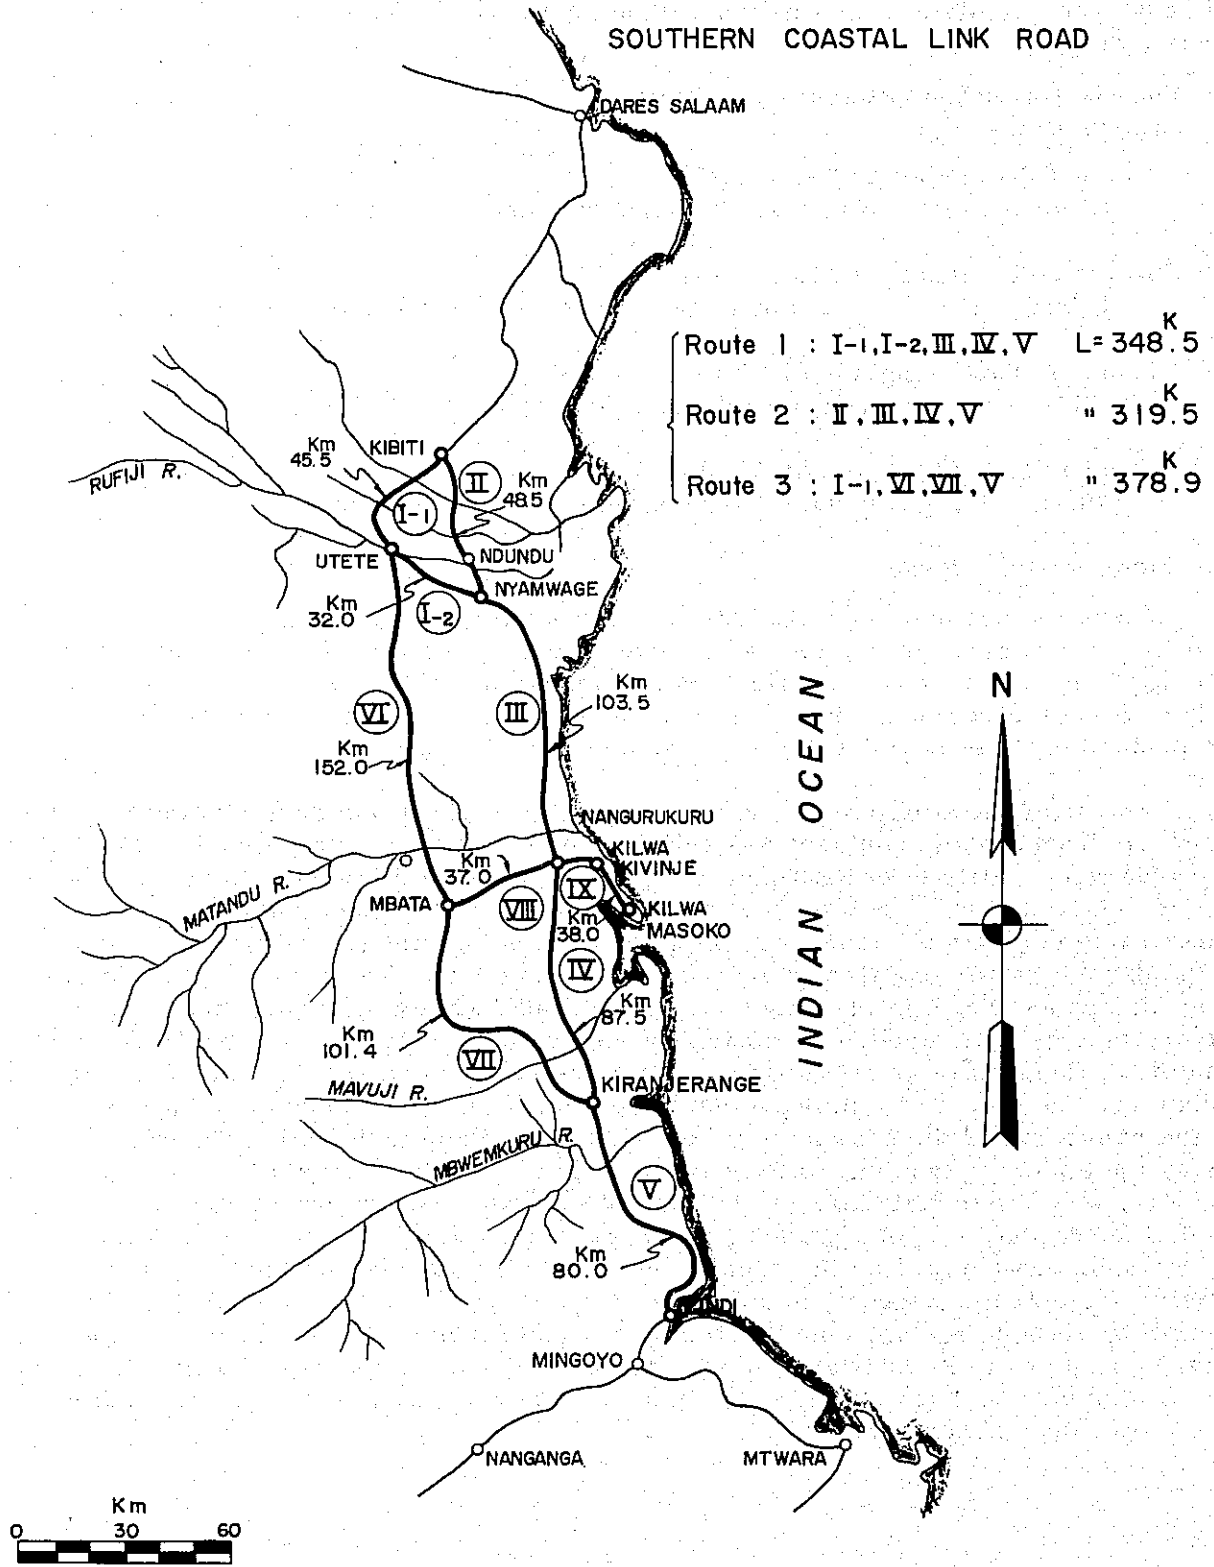 SOUTHERN COASTAL LINK ROAD
DARES SALAAM
Route 1 : I-1, I-2, III, IV, V L= 348.5 K
Route 2 : II, III, IV, V " 319.5 K
Route 3 : I-1, VI, VII, V " 378.9 K
Km
45.5
KIBITI
II
Km
48.5
RUFIJI R.
I-1
UTETE
NDUNDU
NYAMWAGE
Km
32.0
I-2
Km
103.5
VI
III
Km
152.0
N
INDIAN OCEAN
NANGURUKURU
KILWA
KIVINJE
Km
37.0
MATANDU R.
MBATA
VIII
IX
Km
38.0
KILWA
MASOKO
IV
Km
87.5
Km
101.4
VII
MAVUJI R.
KIRANJERANGE
MBWEMKURU R.
V
Km
80.0
MINGOYO
NANGANGA
MTWARA
Km
0 30 60